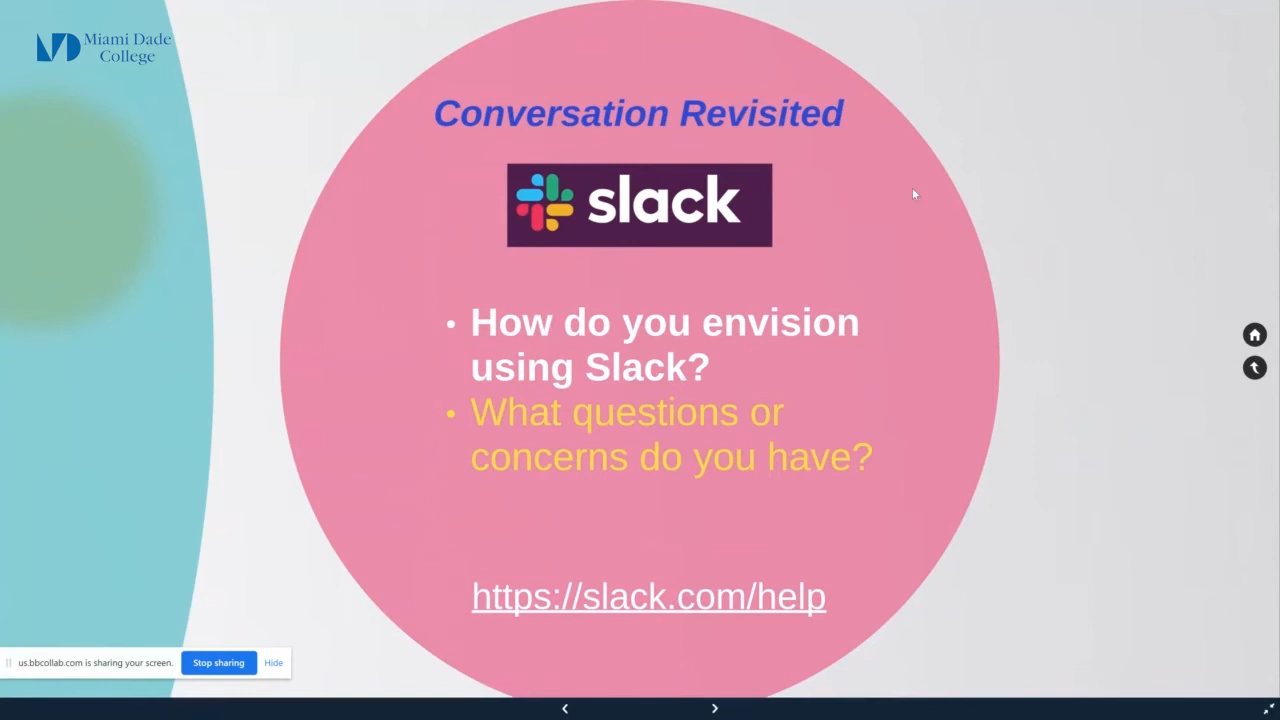 Miami Dade
College
Conversation Revisited
slack
• How do you envision
using Slack?
• What questions or
concerns do you have?
https://slack.com/help
us.bbcollab.com is sharing your screen. Stop sharing Hide